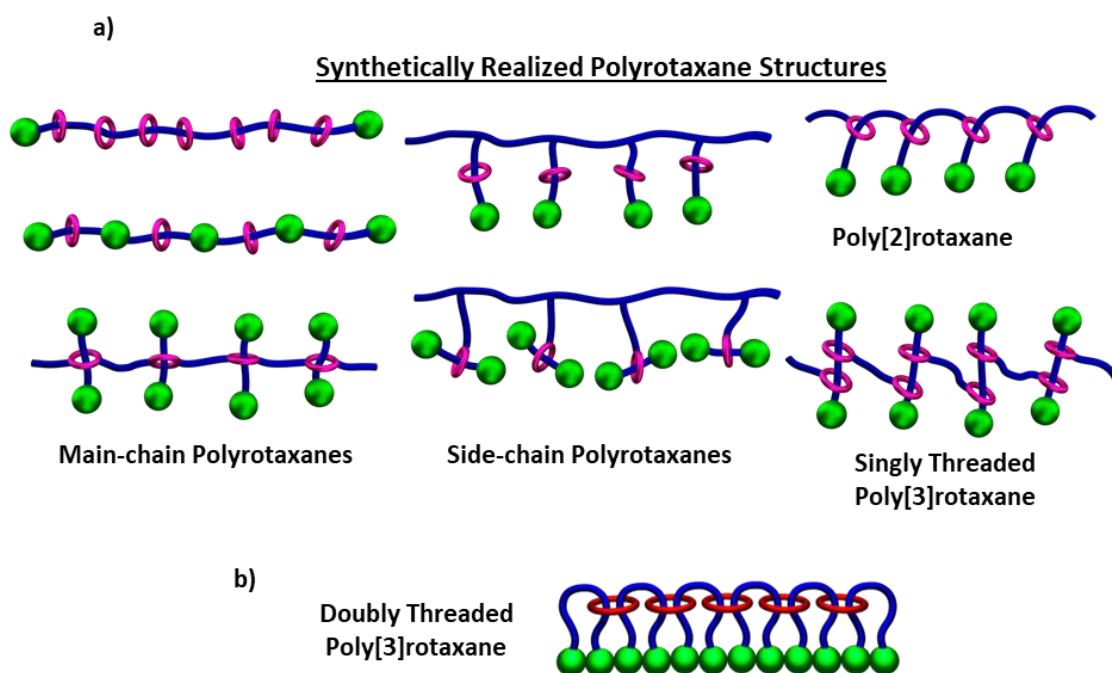 a)
Synthetically Realized Polyrotaxane Structures
Poly[2]rotaxane
Main-chain Polyrotaxanes
Side-chain Polyrotaxanes
Singly Threaded
Poly[3]rotaxane
b)
Doubly Threaded
Poly[3]rotaxane